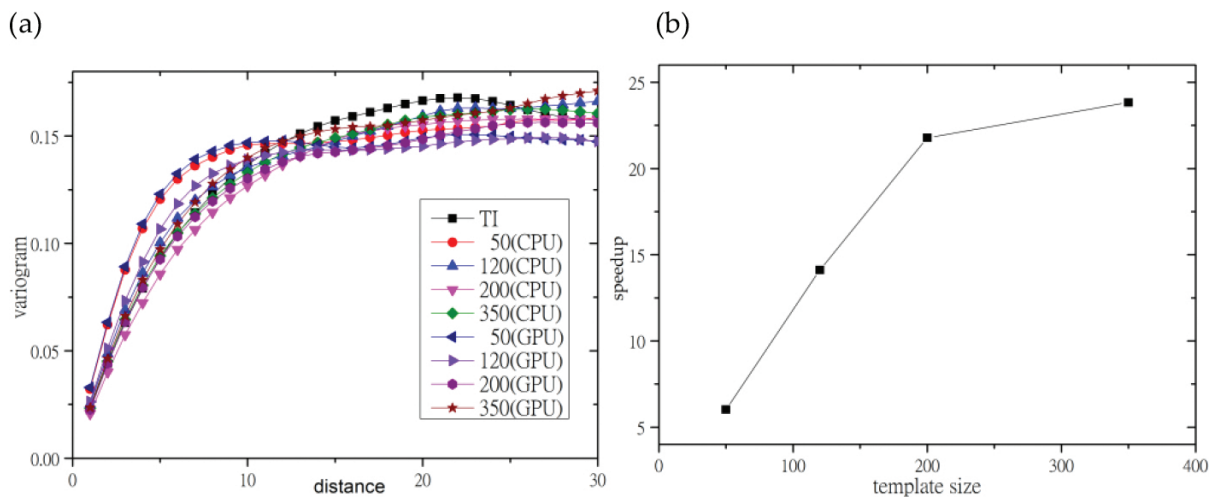 (a)
(b)
variogram
0.15
0.10
0.05
0.00
0
10
20
30
distance
TI
50(CPU)
120(CPU)
200(CPU)
350(CPU)
50(GPU)
120(GPU)
200(GPU)
350(GPU)
speedup
25
20
15
10
5
0
100
200
300
400
template size